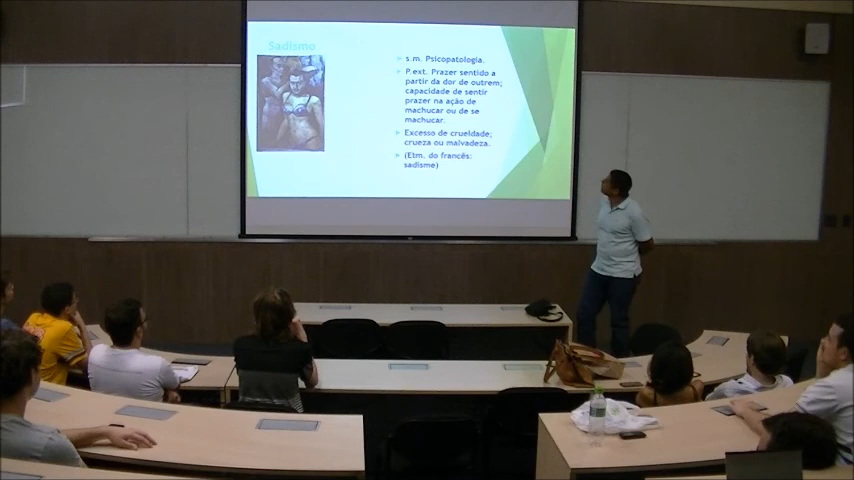 Sadismo
s.m. Psicopatologia.
P.ext. Prazer sentido a
partir da dor de outrem;
capacidade de sentir
prazer na ação de
machucar ou de se
machucar.
Excesso de crueldade;
crueza ou malvadeza.
(Etm. do francês:
sadisme)